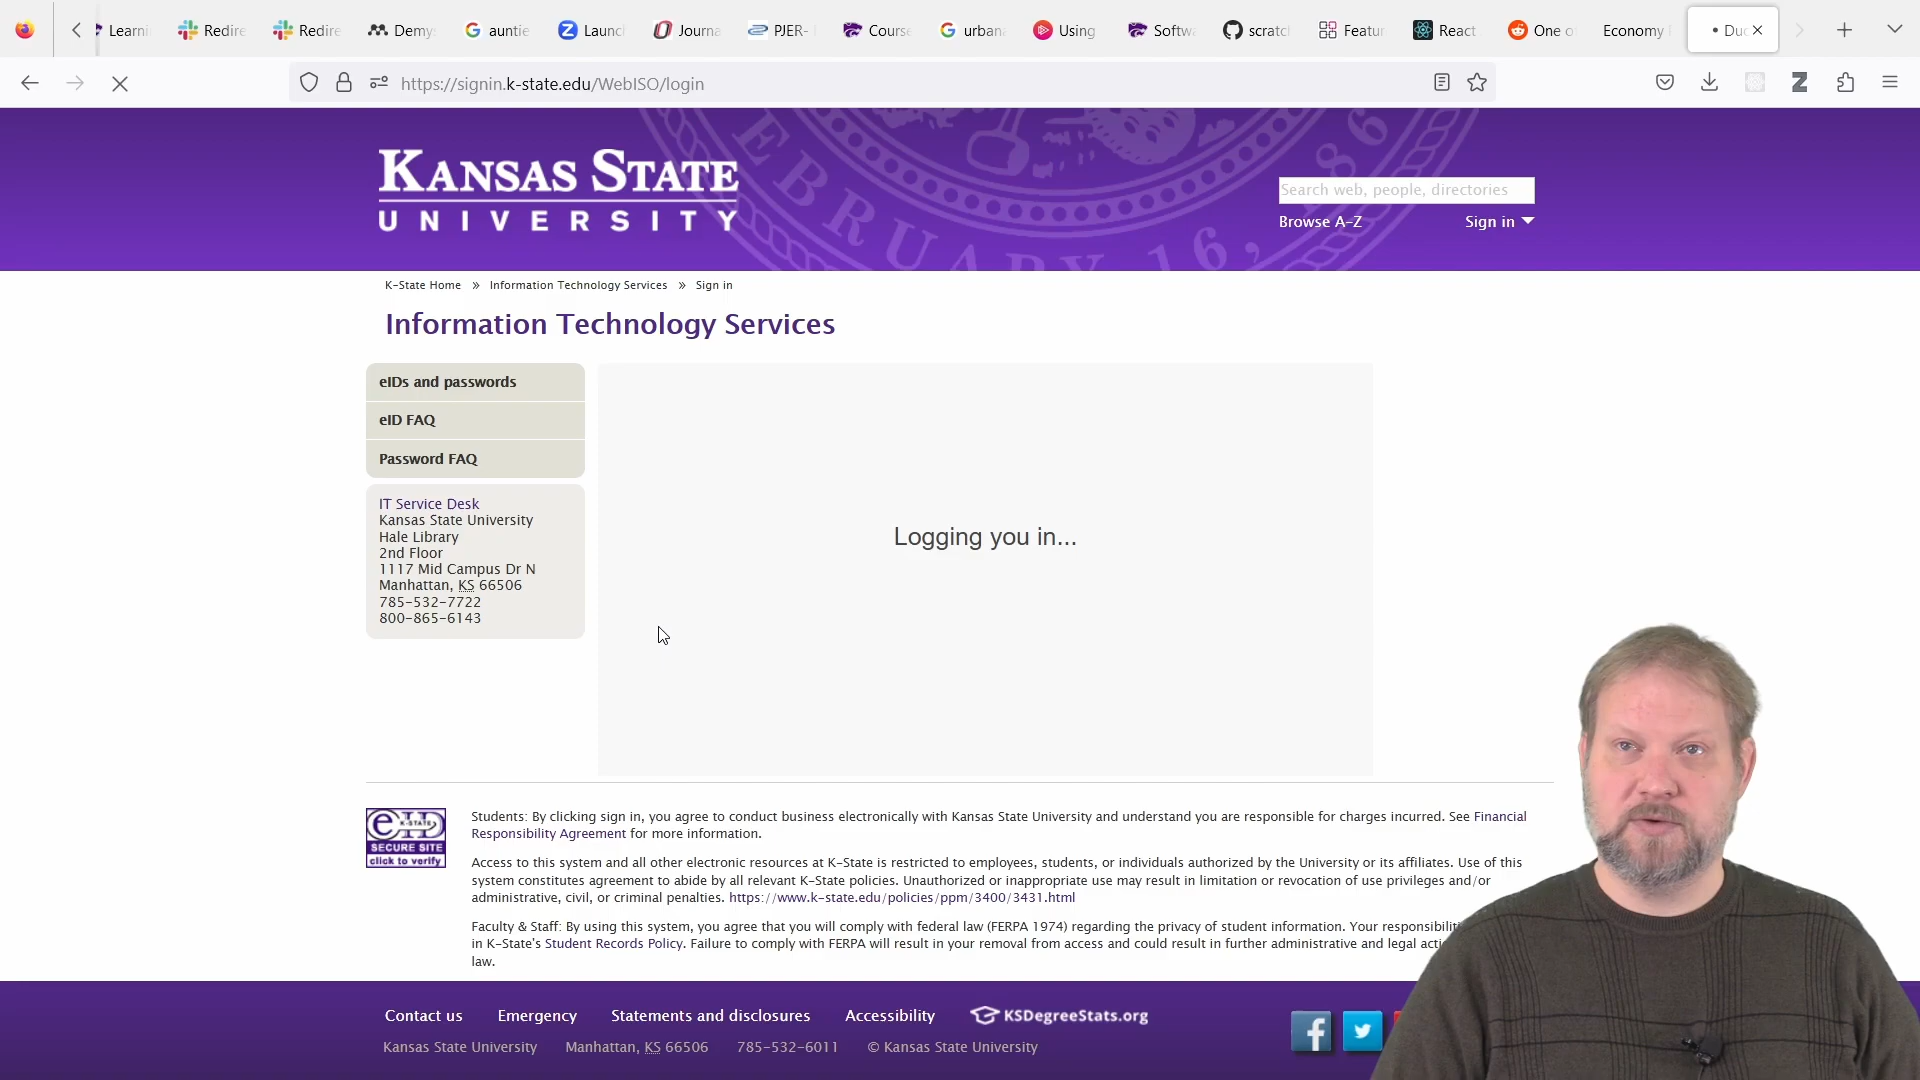 Learni
Redire
Redire
Demys
auntie
Launc
Journa
PJER-
Course
urbana
Using
Softwa
scratc
Featur
React
One o
Economy
Duo
https://signin.k-state.edu/WebISO/login
KANSAS STATE
UNIVERSITY
FEBRUARY 16, 186
Search web, people, directories
Browse A-Z
Sign in
K-State Home » Information Technology Services » Sign in
Information Technology Services
eIDs and passwords
eID FAQ
Password FAQ
IT Service Desk
Kansas State University
Hale Library
2nd Floor
1117 Mid Campus Dr N
Manhattan, KS 66506
785-532-7722
800-865-6143
Logging you in...
eID
K-STATE
SECURE SITE
click to verify
Students: By clicking sign in, you agree to conduct business electronically with Kansas State University and understand you are responsible for charges incurred. See Financial
Responsibility Agreement for more information.
Access to this system and all other electronic resources at K-State is restricted to employees, students, or individuals authorized by the University or its affiliates. Use of this
system constitutes agreement to abide by all relevant K-State policies. Unauthorized or inappropriate use may result in limitation or revocation of use privileges and/or
administrative, civil, or criminal penalties. https://www.k-state.edu/policies/ppm/3400/3431.html
Faculty & Staff: By using this system, you agree that you will comply with federal law (FERPA 1974) regarding the privacy of student information. Your responsibili
in K-State's Student Records Policy. Failure to comply with FERPA will result in your removal from access and could result in further administrative and legal acti
law.
Contact us
Emergency
Statements and disclosures
Accessibility
KSDegreeStats.org
Kansas State University
Manhattan, KS 66506
785-532-6011
© Kansas State University